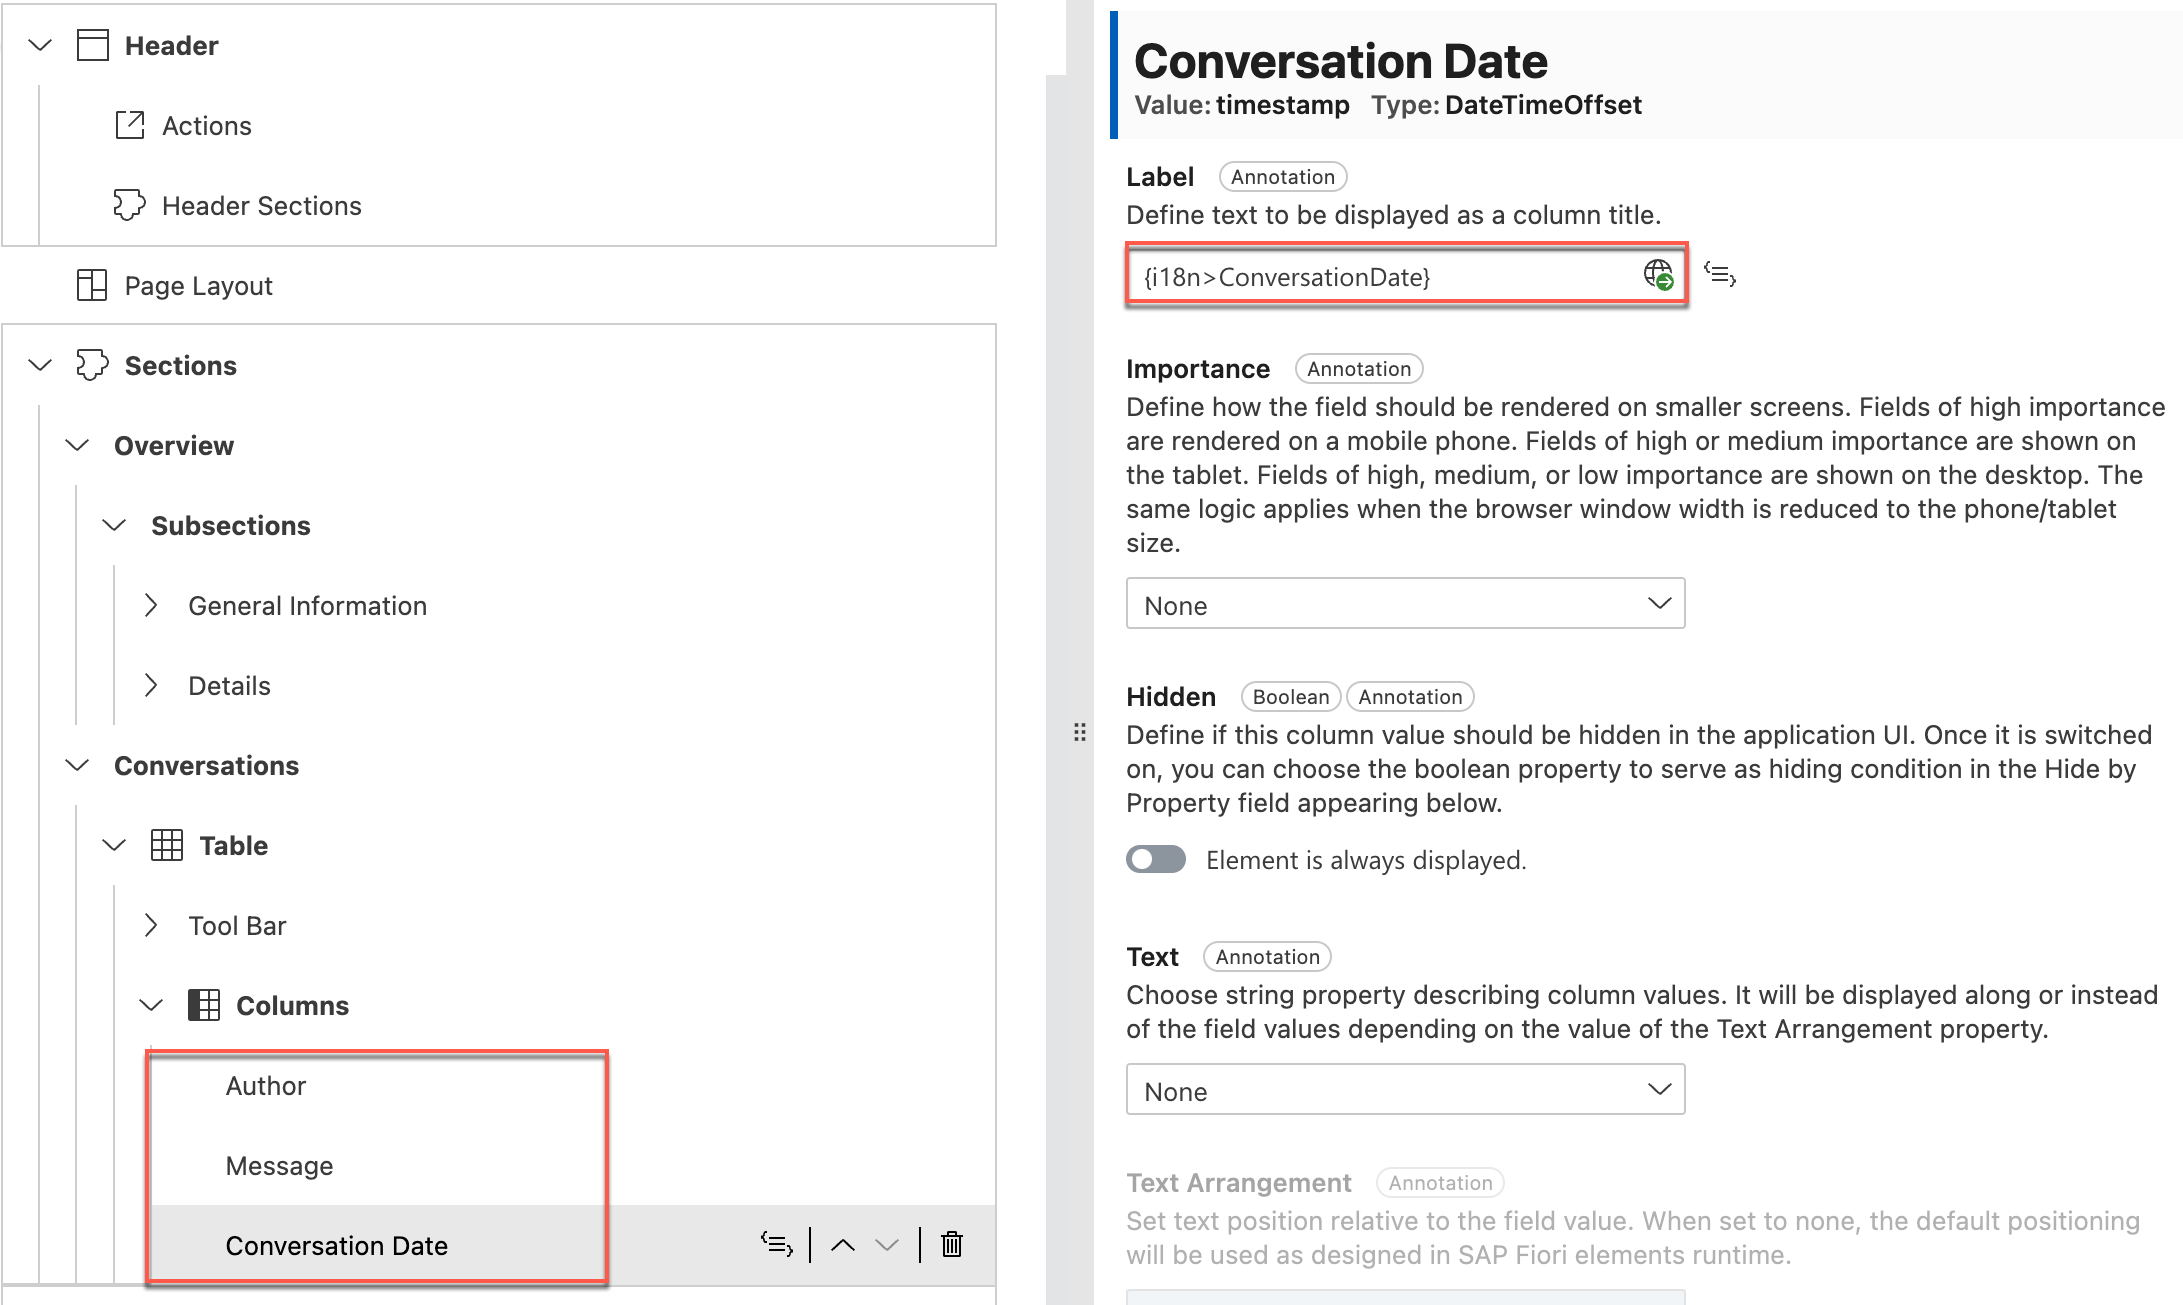 Header
Actions
Header Sections
Page Layout
Sections
Overview
Subsections
General Information
Details
Conversations
Table
Tool Bar
Columns
Author
Message
Conversation Date
Conversation Date
Value: timestamp Type: DateTimeOffset
Label Annotation
Define text to be displayed as a column title.
{i18n>ConversationDate}
Importance Annotation
Define how the field should be rendered on smaller screens. Fields of high importance
are rendered on a mobile phone. Fields of high or medium importance are shown on
the tablet. Fields of high, medium, or low importance are shown on the desktop. The
same logic applies when the browser window width is reduced to the phone/tablet
size.
None
Hidden Boolean Annotation
Define if this column value should be hidden in the application UI. Once it is switched
on, you can choose the boolean property to serve as hiding condition in the Hide by
Property field appearing below.
Element is always displayed.
Text Annotation
Choose string property describing column values. It will be displayed along or instead
of the field values depending on the value of the Text Arrangement property.
None
Text Arrangement Annotation
Set text position relative to the field value. When set to none, the default positioning
will be used as designed in SAP Fiori elements runtime.